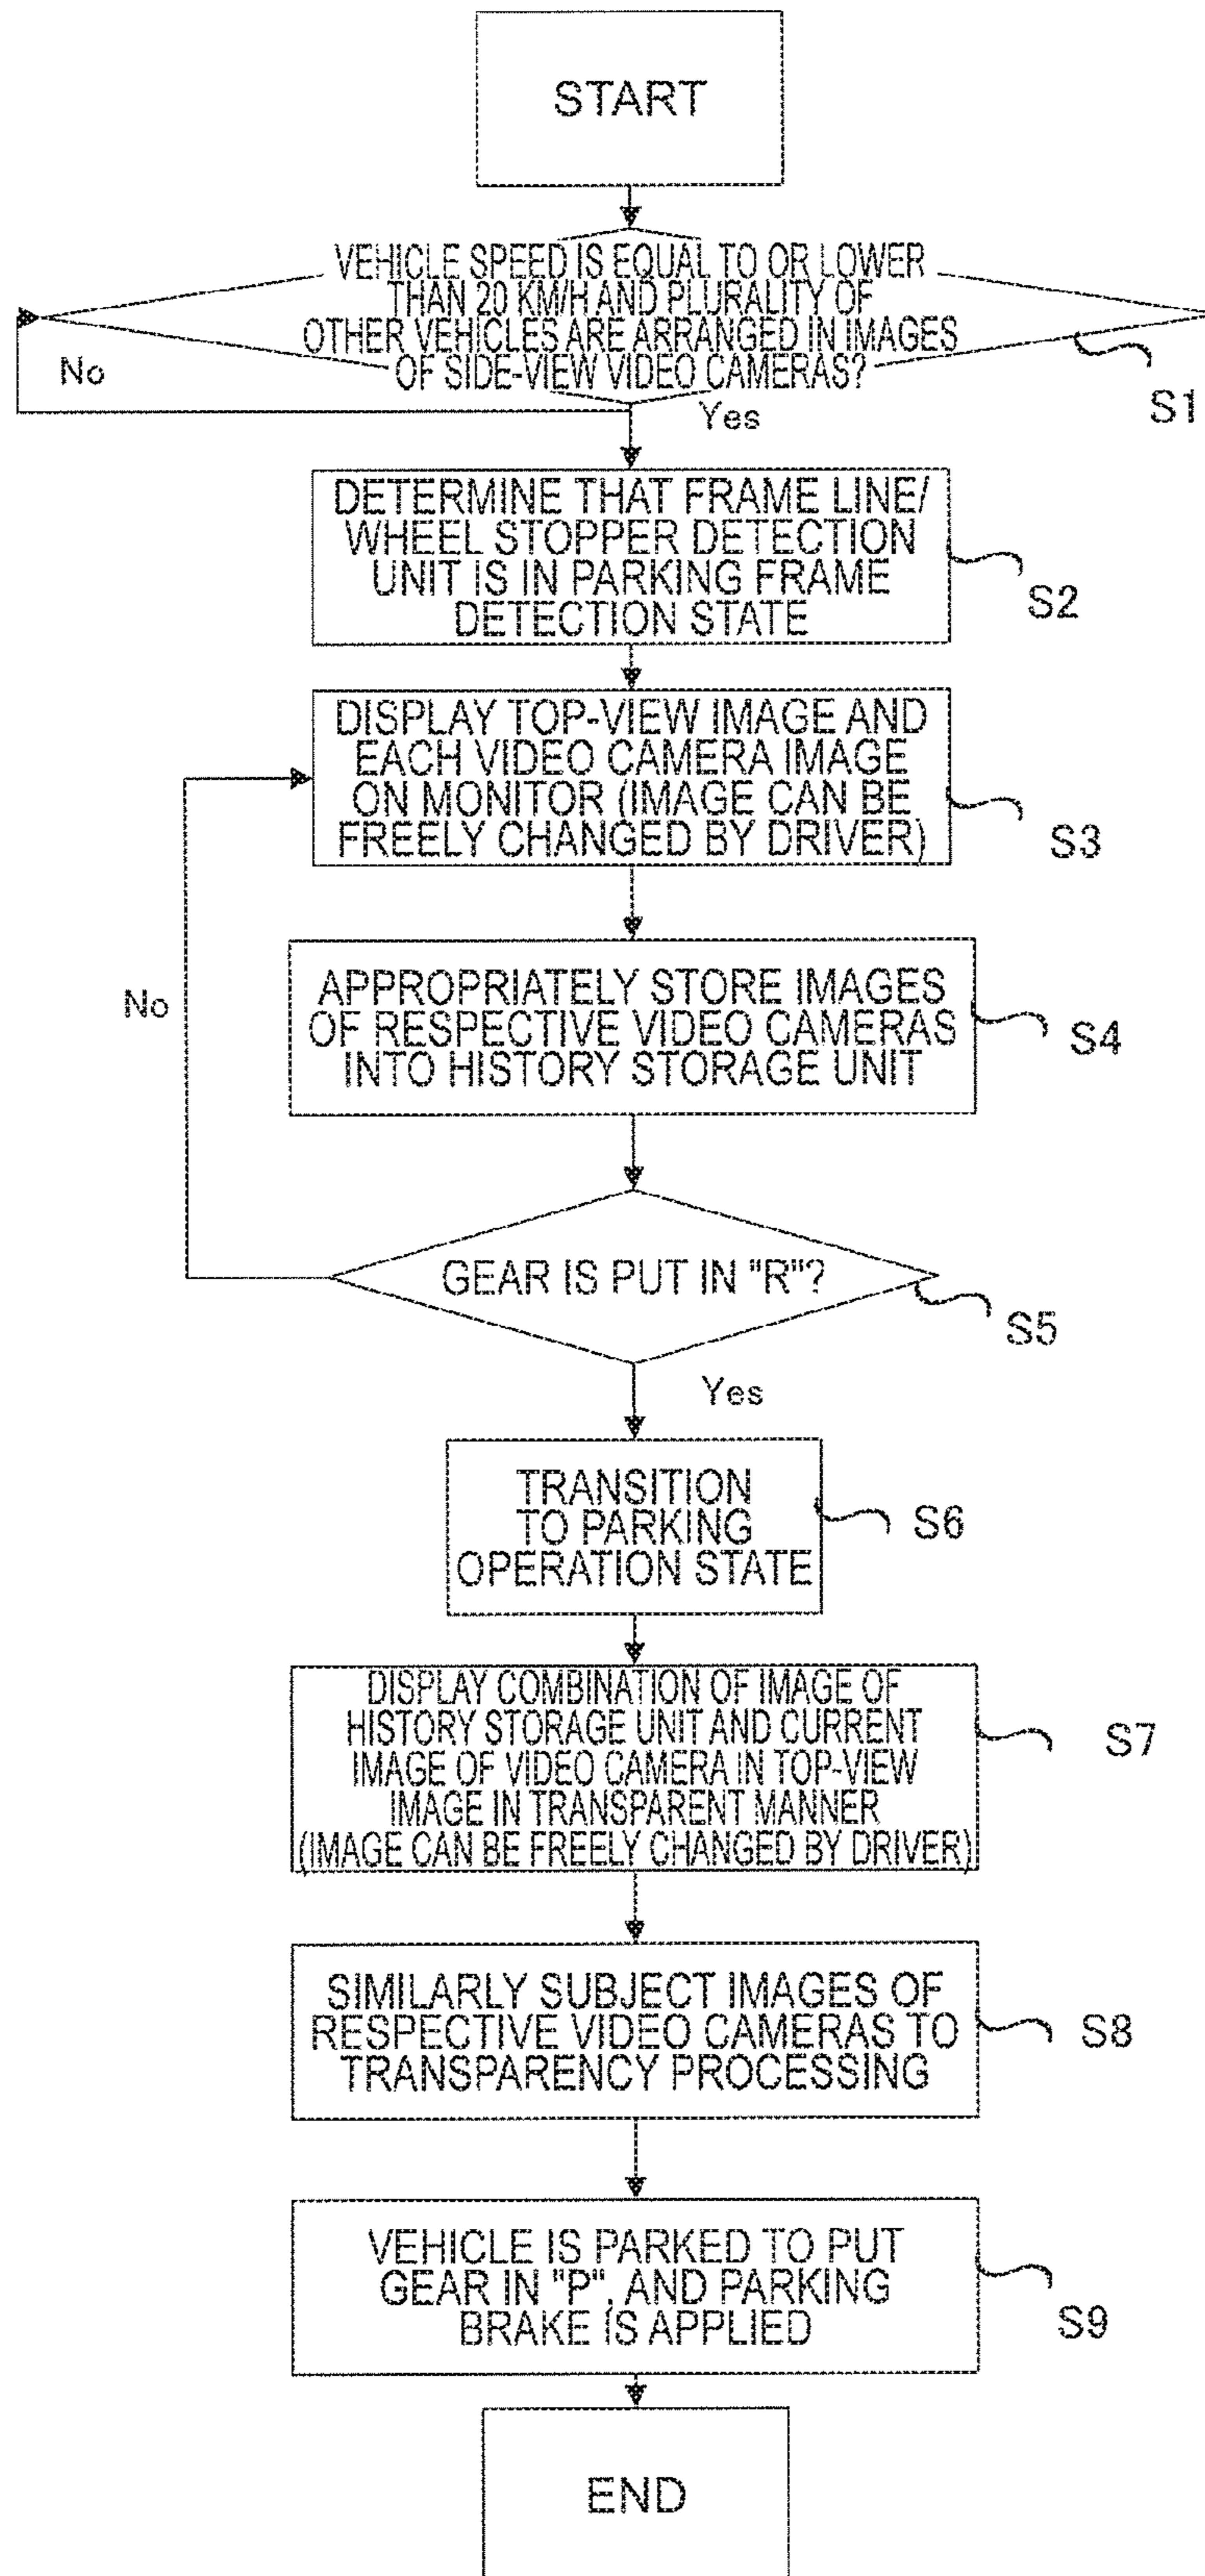 START
VEHICLE SPEED IS EQUAL TO OR LOWER
THAN 20 KM/H AND PLURALITY OF
OTHER VEHICLES ARE ARRANGED IN IMAGES
OF SIDE-VIEW VIDEO CAMERAS?
No
S1
Yes
DETERMINE THAT FRAME LINE/
WHEEL STOPPER DETECTION
UNIT IS IN PARKING FRAME
DETECTION STATE
S2
DISPLAY TOP-VIEW IMAGE AND
EACH VIDEO CAMERA IMAGE
ON MONITOR (IMAGE CAN BE
FREELY CHANGED BY DRIVER)
S3
No
APPROPRIATELY STORE IMAGES
OF RESPECTIVE VIDEO CAMERAS
INTO HISTORY STORAGE UNIT
S4
GEAR IS PUT IN "R"?
S5
Yes
TRANSITION
TO PARKING
OPERATION STATE
S6
DISPLAY COMBINATION OF IMAGE OF
HISTORY STORAGE UNIT AND CURRENT
IMAGE OF VIDEO CAMERA IN TOP-VIEW
IMAGE IN TRANSPARENT MANNER
(IMAGE CAN BE FREELY CHANGED BY DRIVER)
S7
SIMILARLY SUBJECT IMAGES OF
RESPECTIVE VIDEO CAMERAS TO
TRANSPARENCY PROCESSING
S8
VEHICLE IS PARKED TO PUT
GEAR IN "P", AND PARKING
BRAKE IS APPLIED
S9
END